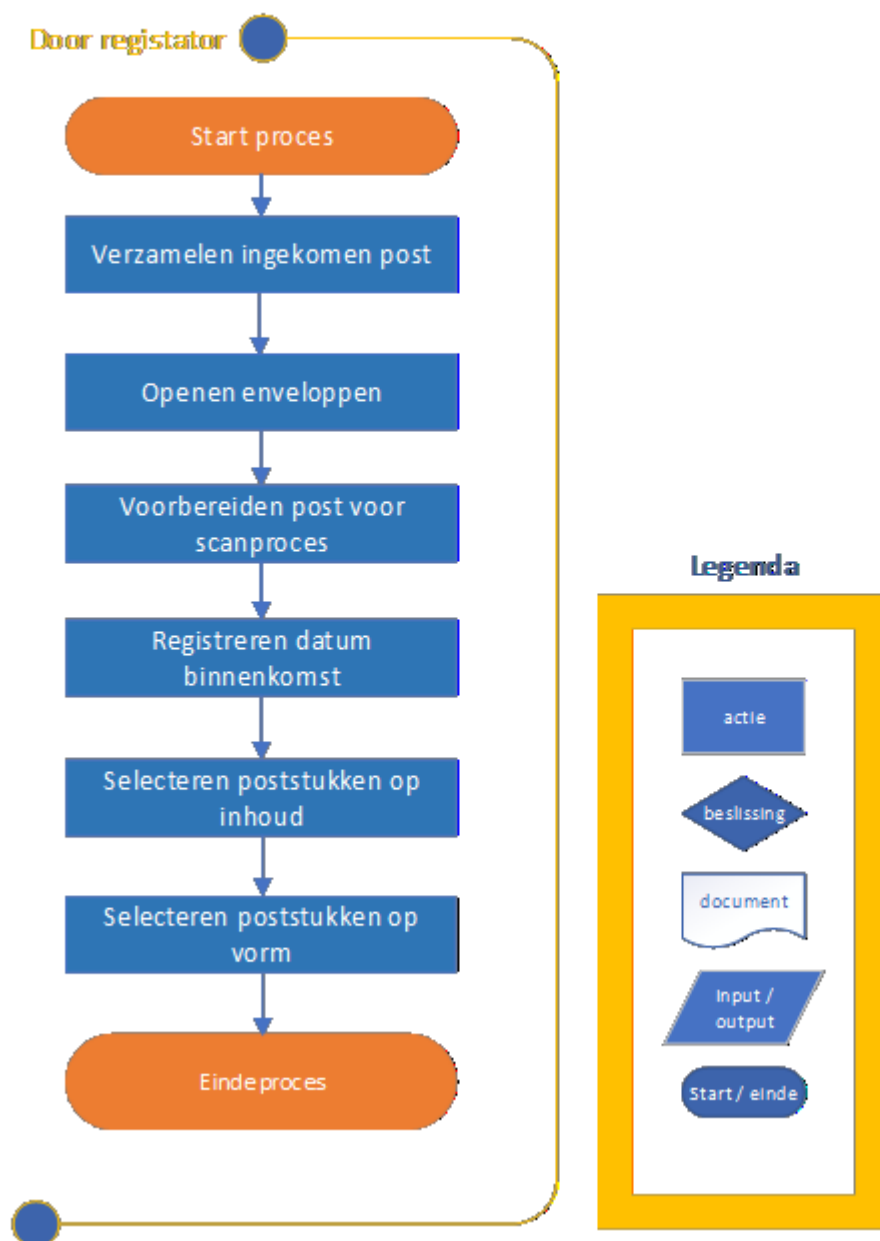 Door registator
Start proces
Verzamelen ingekomen post
Openen enveloppen
Voorbereiden post voor
scanproces
Registreren datum
binnenkomst
Selecteren poststukken op
inhoud
Selecteren poststukken op
vorm
Einde proces
Legenda
actie
beslissing
document
Input /
output
Start / einde